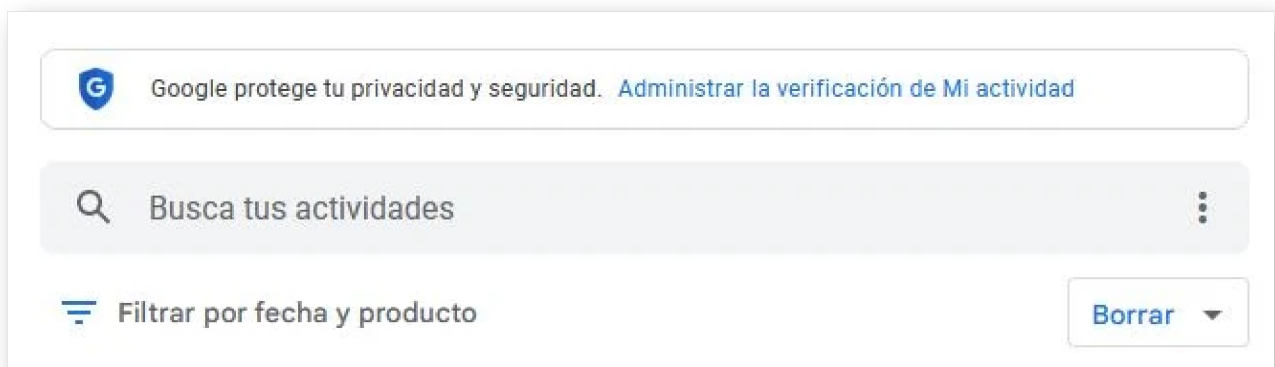 G Google protege tu privacidad y seguridad. Administrar la verificación de Mi actividad
Busca tus actividades
Filtrar por fecha y producto
Borrar